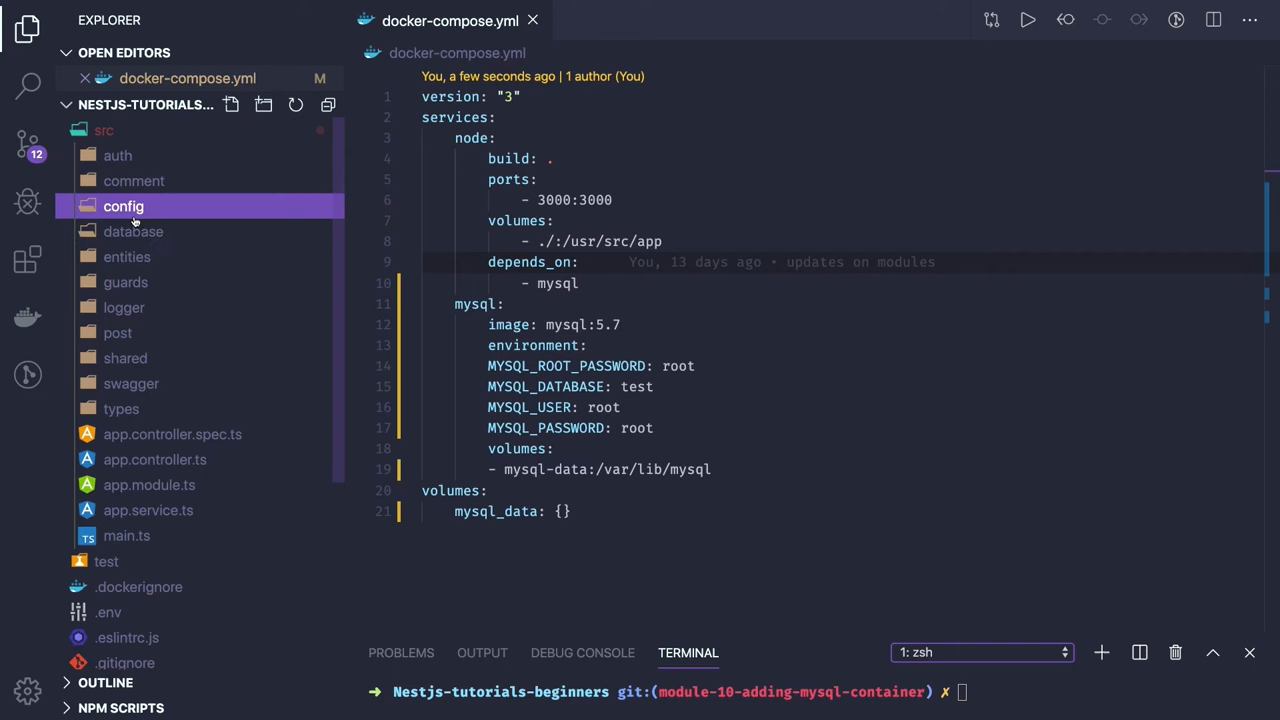 EXPLORER
OPEN EDITORS
docker-compose.yml M
NESTJS-TUTORIALS...
src
auth
comment
config
database
entities
guards
logger
post
shared
swagger
types
app.controller.spec.ts
app.controller.ts
app.module.ts
app.service.ts
TS main.ts
test
.dockerignore
.env
.eslintrc.js
.gitignore
OUTLINE
NPM SCRIPTS
12
docker-compose.yml
docker-compose.yml
You, a few seconds ago | 1 author (You)
1 version: "3"
2 services:
3 node:
4 build: .
5 ports:
6 - 3000:3000
7 volumes:
8 - ./:/usr/src/app
9 depends_on: You, 13 days ago • updates on modules
10 - mysql
11 mysql:
12 image: mysql:5.7
13 environment:
14 MYSQL_ROOT_PASSWORD: root
15 MYSQL_DATABASE: test
16 MYSQL_USER: root
17 MYSQL_PASSWORD: root
18 volumes:
19 - mysql-data:/var/lib/mysql
20 volumes:
21 mysql_data: {}
PROBLEMS OUTPUT DEBUG CONSOLE TERMINAL 1: zsh
➜ Nestjs-tutorials-beginners git:(module-10-adding-mysql-container) ✗